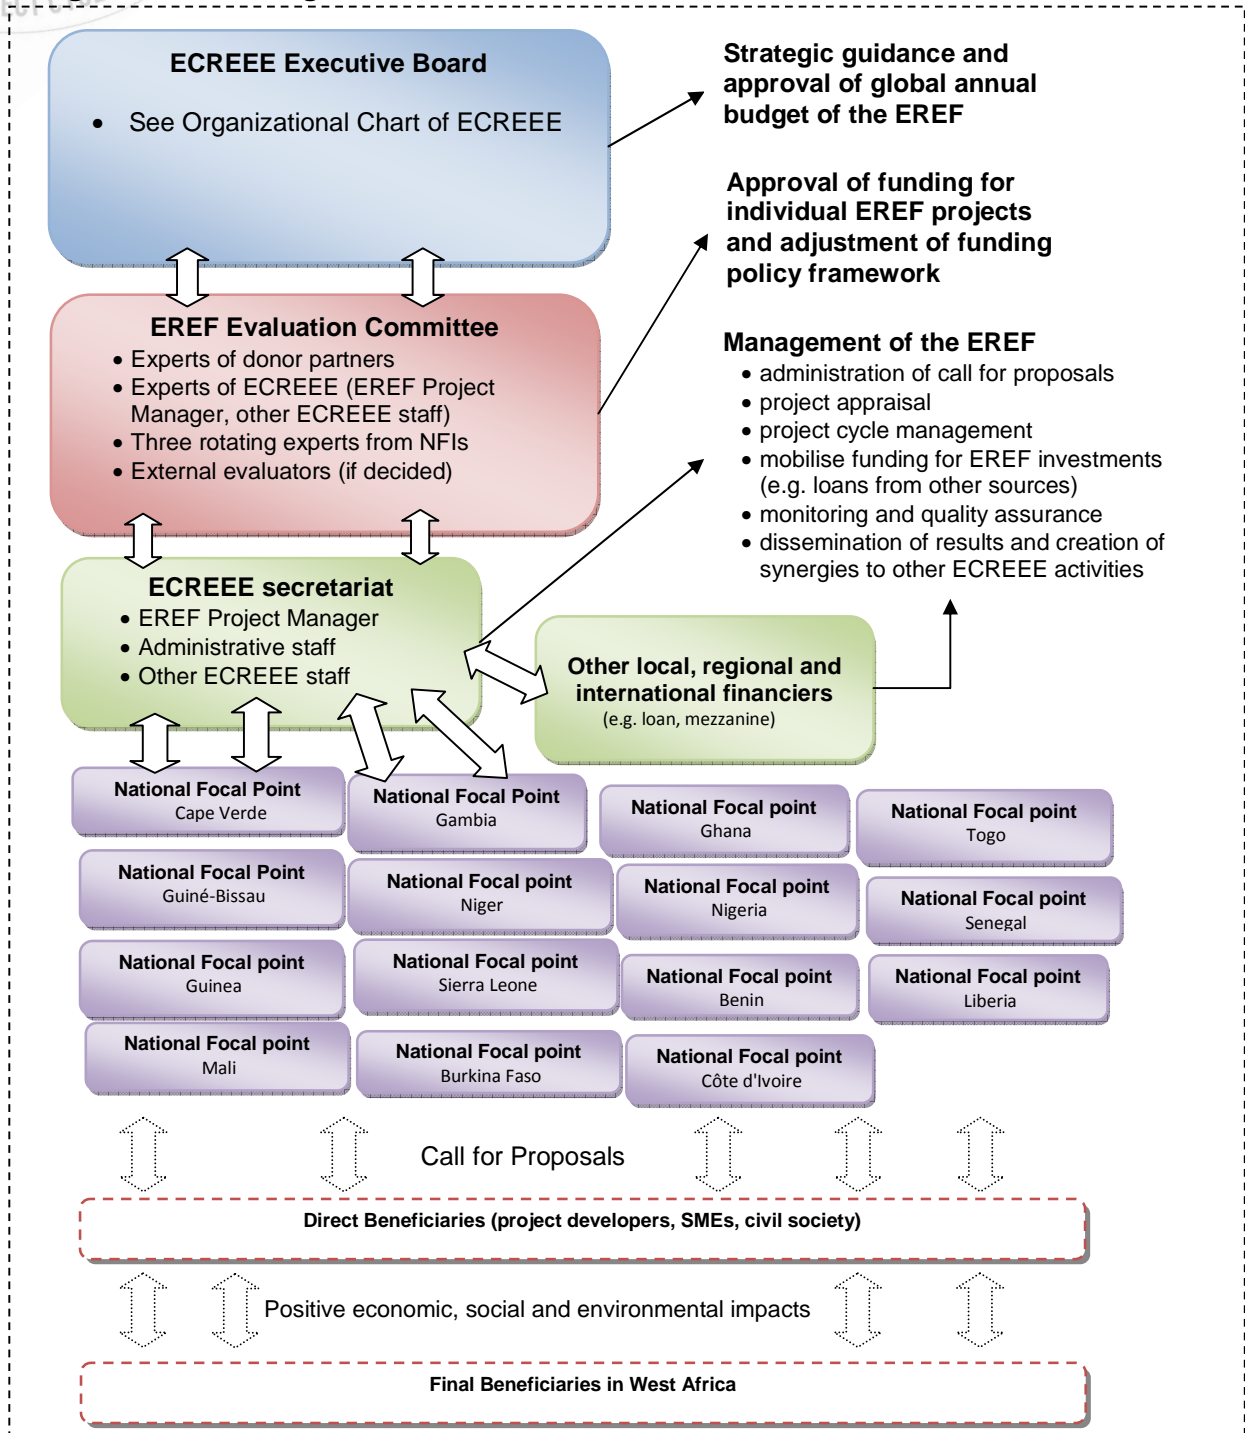 ECREEE Executive Board
• See Organizational Chart of ECREEE
Strategic guidance and
approval of global annual
budget of the EREF
Approval of funding for
individual EREF projects
and adjustment of funding
policy framework
EREF Evaluation Committee
• Experts of donor partners
• Experts of ECREEE (EREF Project
Manager, other ECREEE staff)
• Three rotating experts from NFIs
• External evaluators (if decided)
Management of the EREF
• administration of call for proposals
• project appraisal
• project cycle management
• mobilise funding for EREF investments
(e.g. loans from other sources)
• monitoring and quality assurance
• dissemination of results and creation of
synergies to other ECREEE activities
ECREEE secretariat
• EREF Project Manager
• Administrative staff
• Other ECREEE staff
Other local, regional and
international financiers
(e.g. loan, mezzanine)
National Focal Point
Cape Verde
National Focal Point
Gambia
National Focal point
Ghana
National Focal point
Togo
National Focal Point
Guiné-Bissau
National Focal point
Niger
National Focal point
Nigeria
National Focal point
Senegal
National Focal point
Guinea
National Focal point
Sierra Leone
National Focal point
Benin
National Focal point
Liberia
National Focal point
Mali
National Focal point
Burkina Faso
National Focal point
Côte d'Ivoire
Call for Proposals
Direct Beneficiaries (project developers, SMEs, civil society)
Positive economic, social and environmental impacts
Final Beneficiaries in West Africa